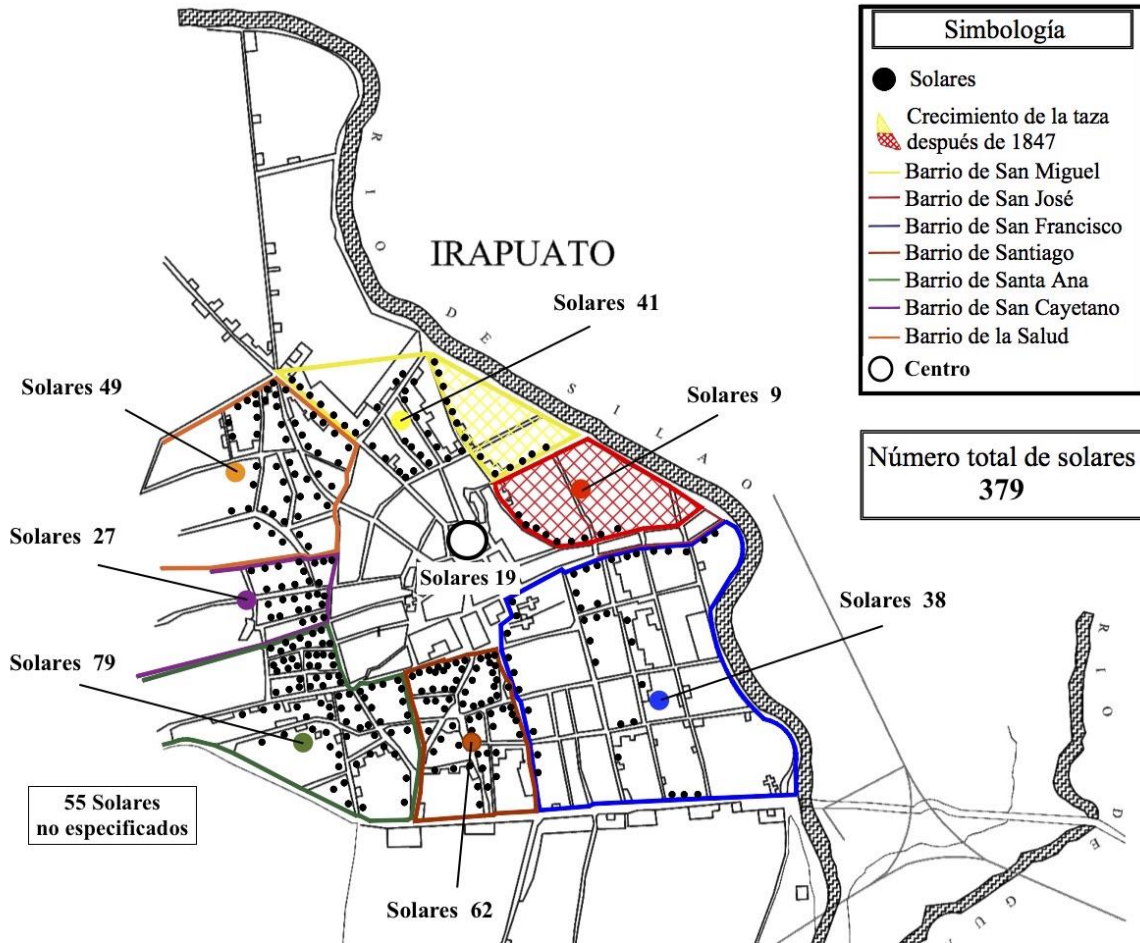 Simbología
Solares
Crecimiento de la taza
después de 1847
Barrio de San Miguel
Barrio de San José
Barrio de San Francisco
Barrio de Santiago
Barrio de Santa Ana
Barrio de San Cayetano
Barrio de la Salud
Centro
Número total de solares
379
IRAPUATO
RIO DE SILAO
Solares 41
Solares 49
Solares 9
Solares 27
Solares 19
Solares 38
Solares 79
55 Solares
no especificados
Solares 62
RIO DE GU